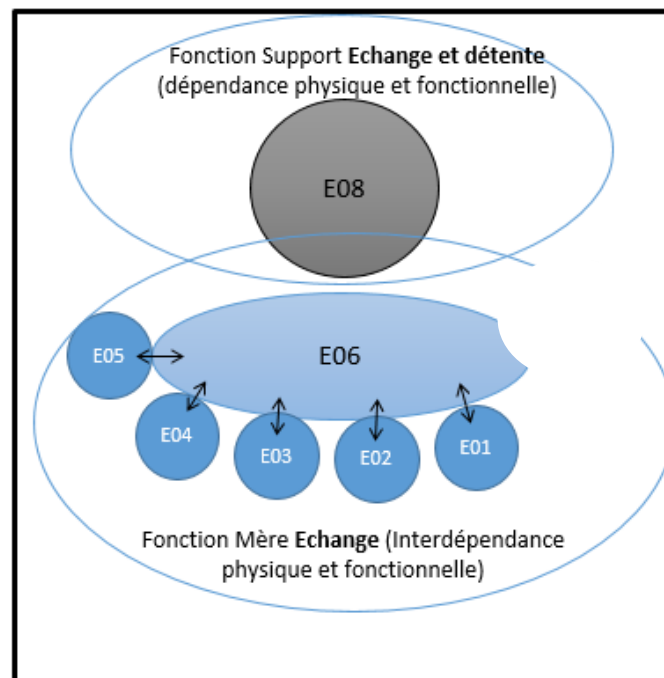 Fonction Support Echange et détente
(dépendance physique et fonctionnelle)
E08
E06
E05
E04
E03
E02
E01
Fonction Mère Echange (Interdépendance
physique et fonctionnelle)